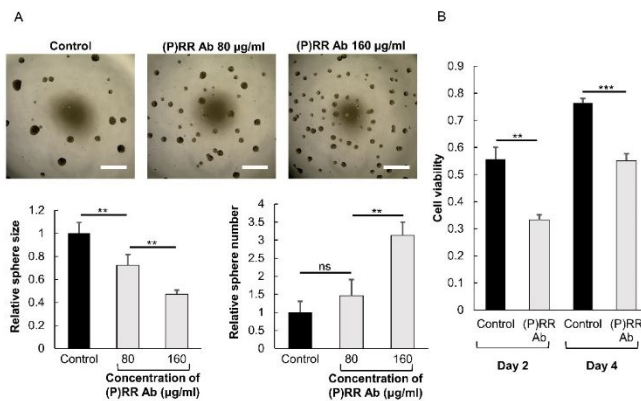 A
Control
(P)RR Ab 80 µg/ml
(P)RR Ab 160 µg/ml
Relative sphere size
1.2
1
0.8
0.6
0.4
0.2
0
**
**
Control
80
160
Concentration of
(P)RR Ab (µg/ml)
Relative sphere number
4
3.5
3
2.5
2
1.5
1
0.5
0
ns
**
Control
80
160
Concentration of
(P)RR Ab (µg/ml)
B
Cell viability
0.9
0.8
0.7
0.6
0.5
0.4
0.3
0.2
0.1
0
**
***
Control
(P)RR
Ab
Control
(P)RR
Ab
Day 2
Day 4